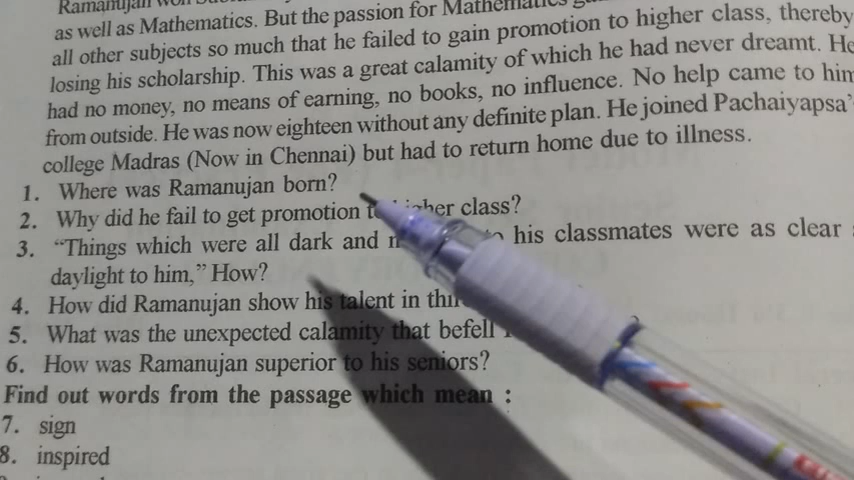 Ramanujan won
as well as Mathematics. But the passion for Mathematics
all other subjects so much that he failed to gain promotion to higher class, thereby
losing his scholarship. This was a great calamity of which he had never dreamt. He
had no money, no means of earning, no books, no influence. No help came to him
from outside. He was now eighteen without any definite plan. He joined Pachaiyapsa'
college Madras (Now in Chennai) but had to return home due to illness.
1. Where was Ramanujan born?
2. Why did he fail to get promotion to higher class?
3. “Things which were all dark and his classmates were as clear
daylight to him,” How?
4. How did Ramanujan show his talent in
5. What was the unexpected calamity that befell
6. How was Ramanujan superior to his seniors?
Find out words from the passage which mean :
7. sign
8. inspired